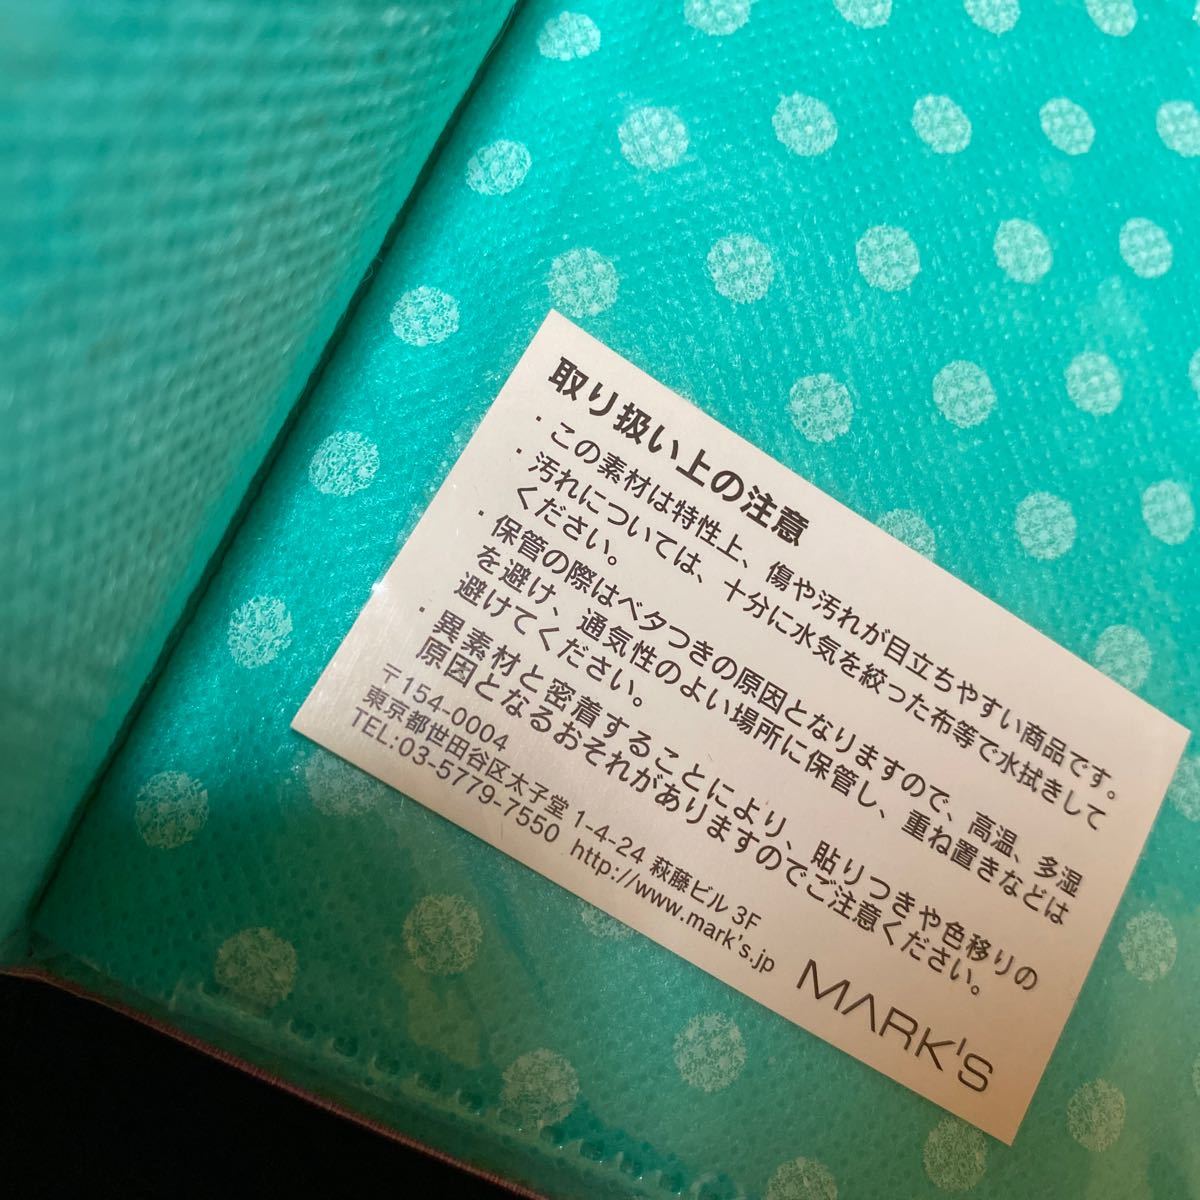 取り扱い上の注意
・この素材は特性上、傷や汚れが目立ちやすい商品です。
・汚れについては、十分に水気を絞った布等で水拭きして
ください。
・保管の際はベタつきの原因となりますので、高温、多湿
を避け、通気性のよい場所に保管し、重ね置きなどは
避けてください。
・異素材と密着することにより、貼りつきや色移りの
原因となるおそれがありますのでご注意ください。
〒154-0004
東京都世田谷区太子堂 1-4-24 萩藤ビル 3F
TEL:03-5779-7550 http://www.mark's.jp
MARK'S